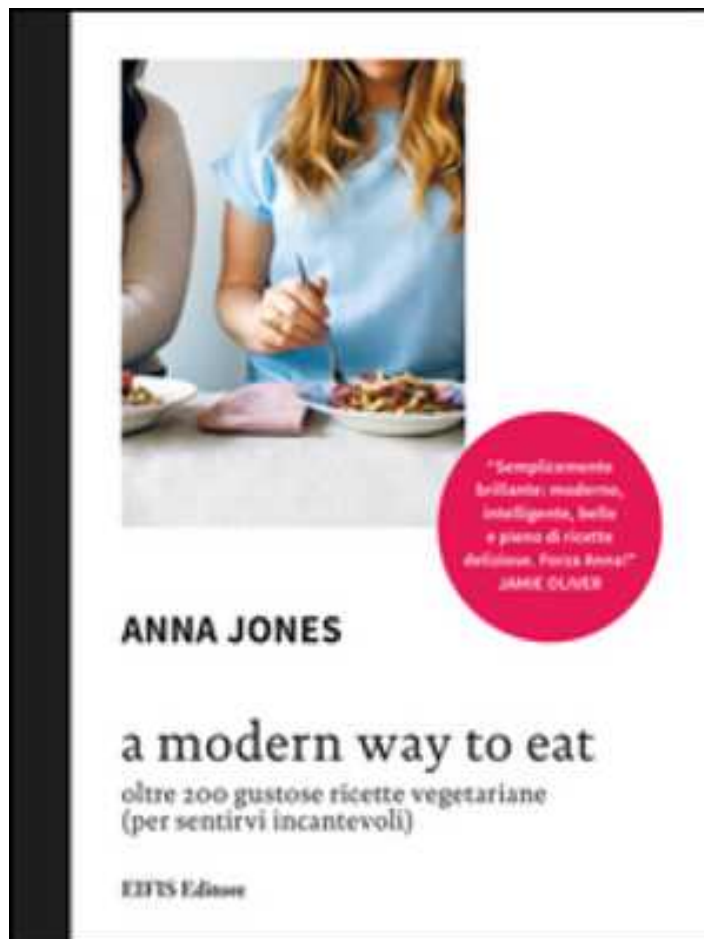 "Semplicemente
brillante: moderno,
intelligente, bello
e pieno di ricette
deliziose. Forza Anna!"
JAMIE OLIVER
ANNA JONES
a modern way to eat
oltre 200 gustose ricette vegetariane
(per sentirvi incantevoli)
EIFIS Editore